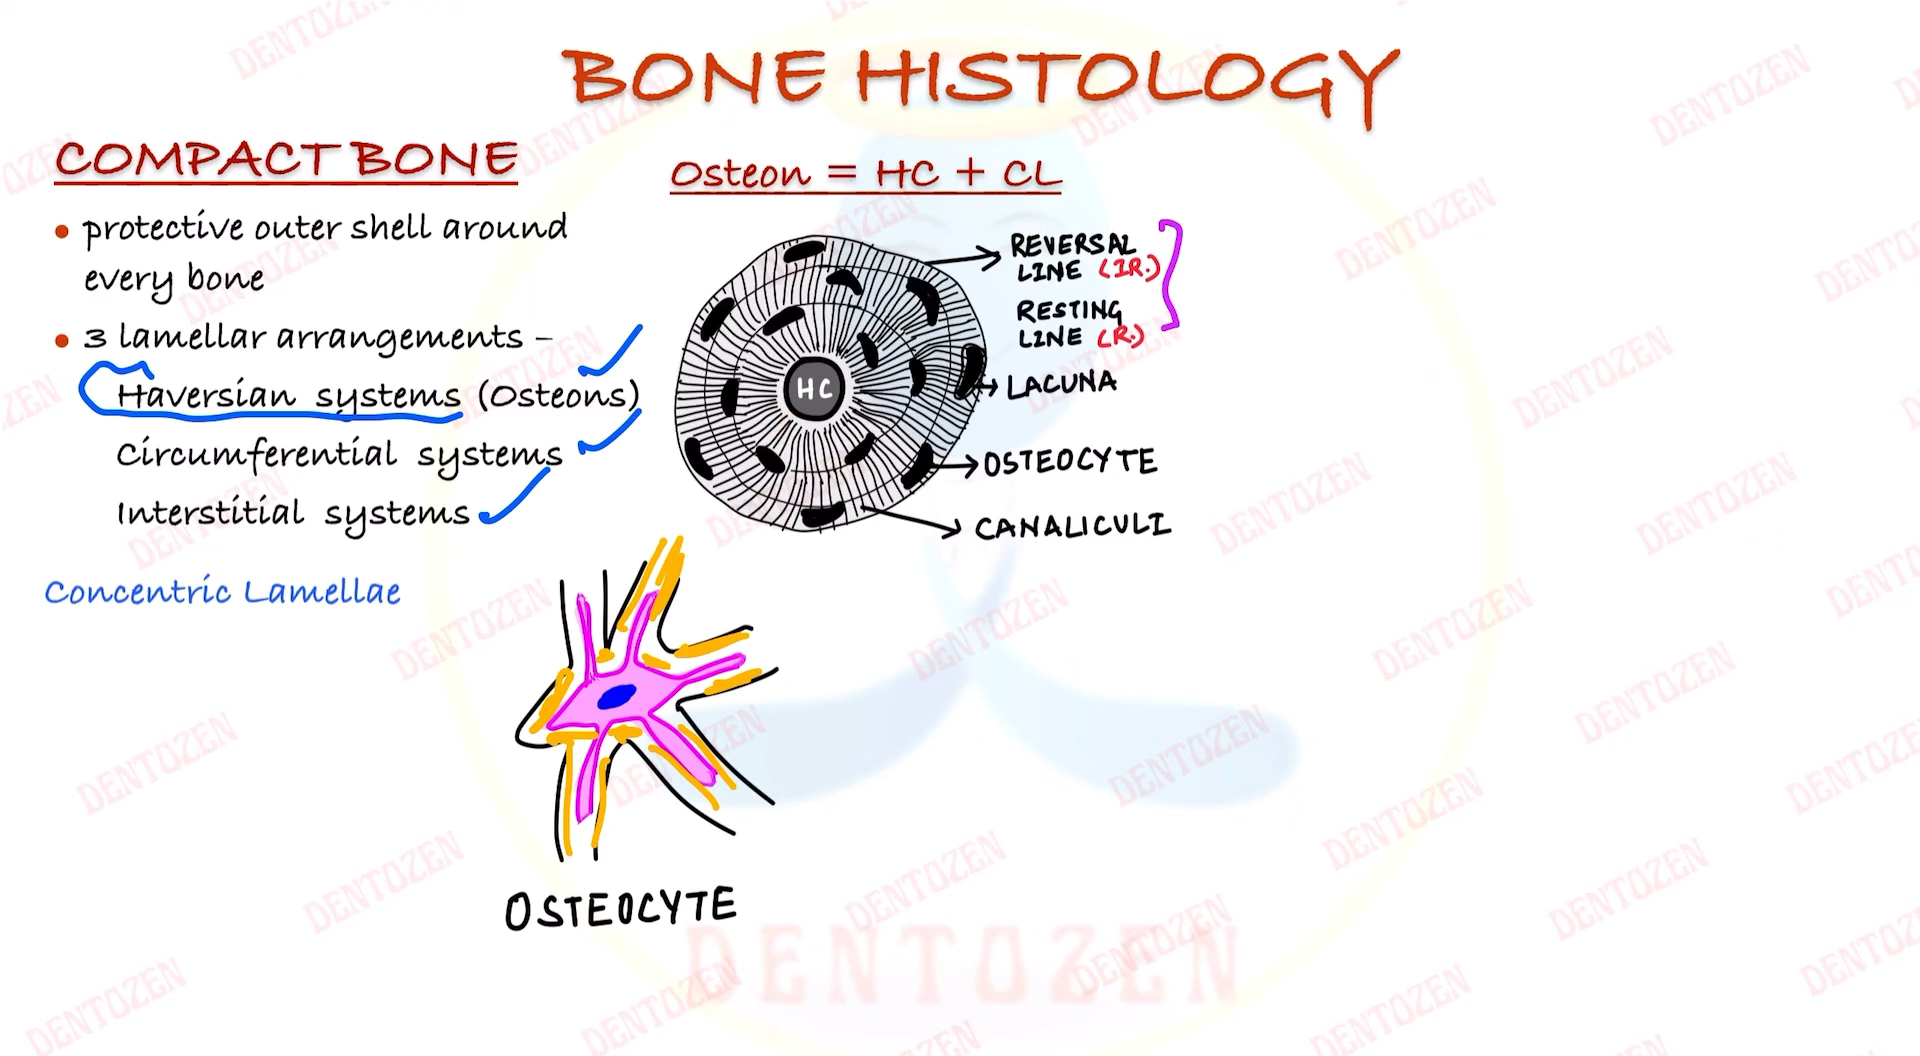 BONE HISTOLOGY
COMPACT BONE
• protective outer shell around
every bone
• 3 lamellar arrangements –
Haversian systems (Osteons)
Circumferential systems
Interstitial systems
Concentric Lamellae
Osteon = HC + CL
HC
REVERSAL
LINE (IR.)
RESTING
LINE (R.)
LACUNA
OSTEOCYTE
CANALICULI
OSTEOCYTE
DENTOZEN